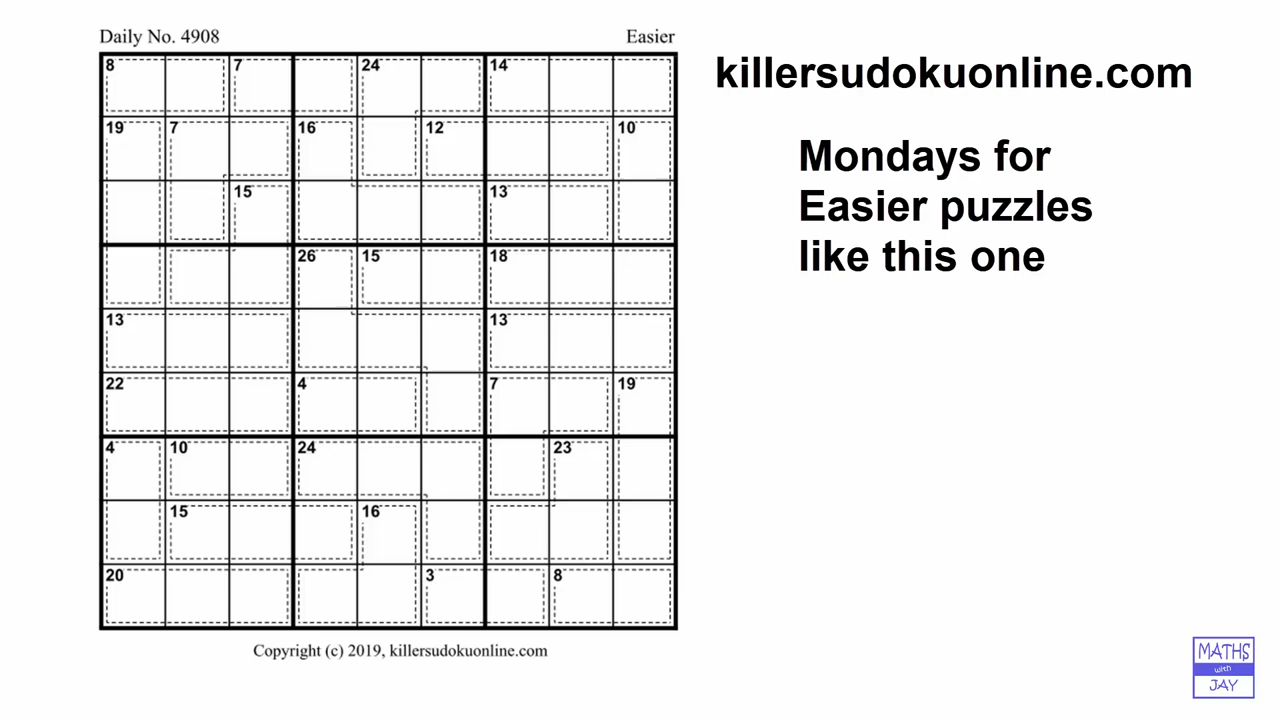 Daily No. 4908 Easier
8 7 24 14
19 7 16 12 10
15 13
26 15 18
13 13
22 4 7 19
4 10 24 23
15 16
20 3 8
Copyright (c) 2019, killersudokuonline.com
killersudokuonline.com
Mondays for
Easier puzzles
like this one
MATHS
with
JAY